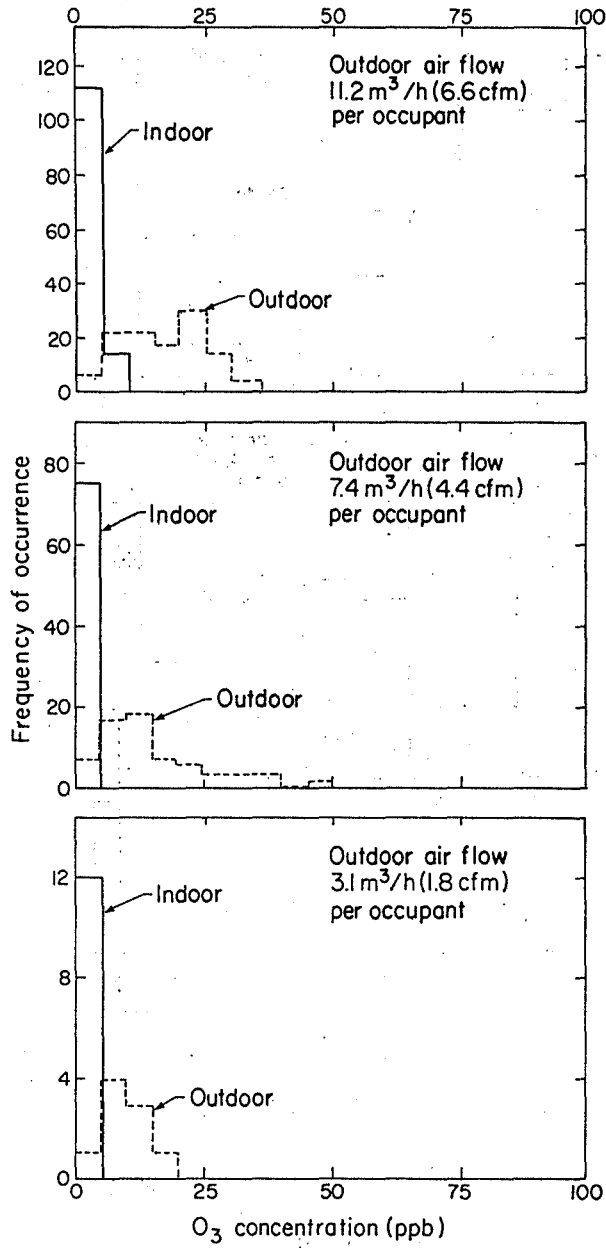 0 25 50 75 100
Outdoor air flow
11.2 m³/h (6.6 cfm)
per occupant
120
100
80
60
40
20
0
Indoor
Outdoor
Outdoor air flow
7.4 m³/h (4.4 cfm)
per occupant
80
60
40
20
0
Indoor
Outdoor
Frequency of occurrence
Outdoor air flow
3.1 m³/h (1.8 cfm)
per occupant
12
8
4
0
Indoor
Outdoor
0 25 50 75 100
O₃ concentration (ppb)